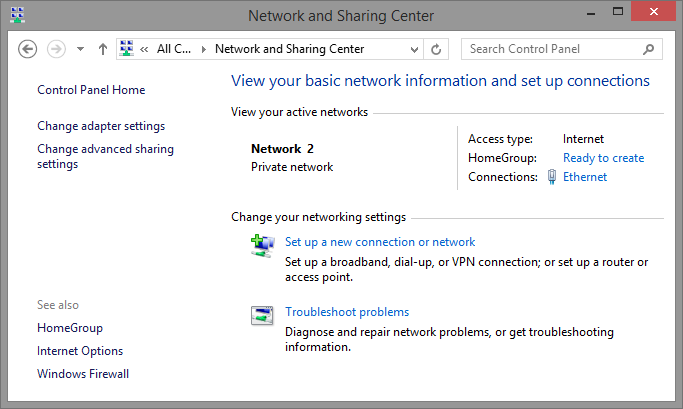 Network and Sharing Center
« All C... Network and Sharing Center
Search Control Panel
Control Panel Home
Change adapter settings
Change advanced sharing
settings
See also
HomeGroup
Internet Options
Windows Firewall
View your basic network information and set up connections
View your active networks
Network 2
Private network
Access type: Internet
HomeGroup: Ready to create
Connections: Ethernet
Change your networking settings
Set up a new connection or network
Set up a broadband, dial-up, or VPN connection; or set up a router or
access point.
Troubleshoot problems
Diagnose and repair network problems, or get troubleshooting
information.